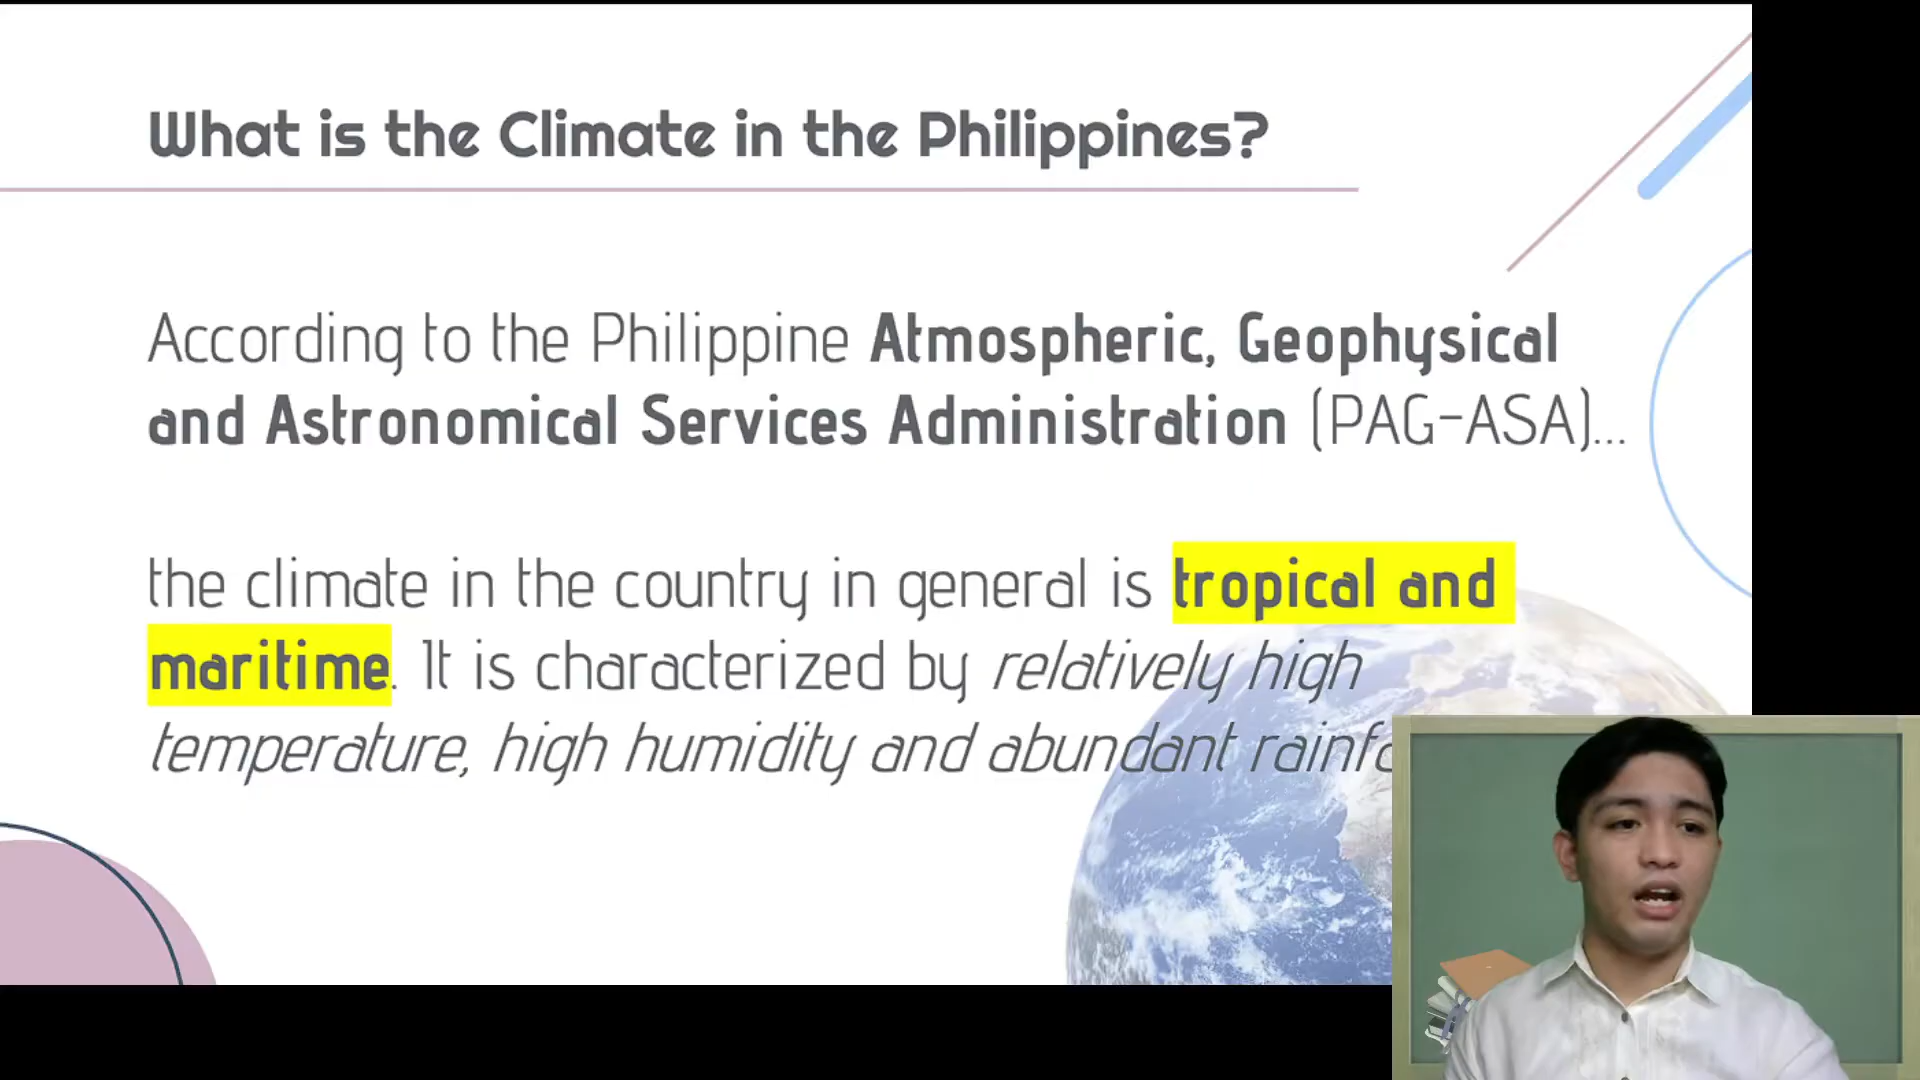 What is the Climate in the Philippines?
According to the Philippine Atmospheric, Geophysical
and Astronomical Services Administration (PAG-ASA)...
the climate in the country in general is tropical and
maritime. It is characterized by relatively high
temperature, high humidity and abundant